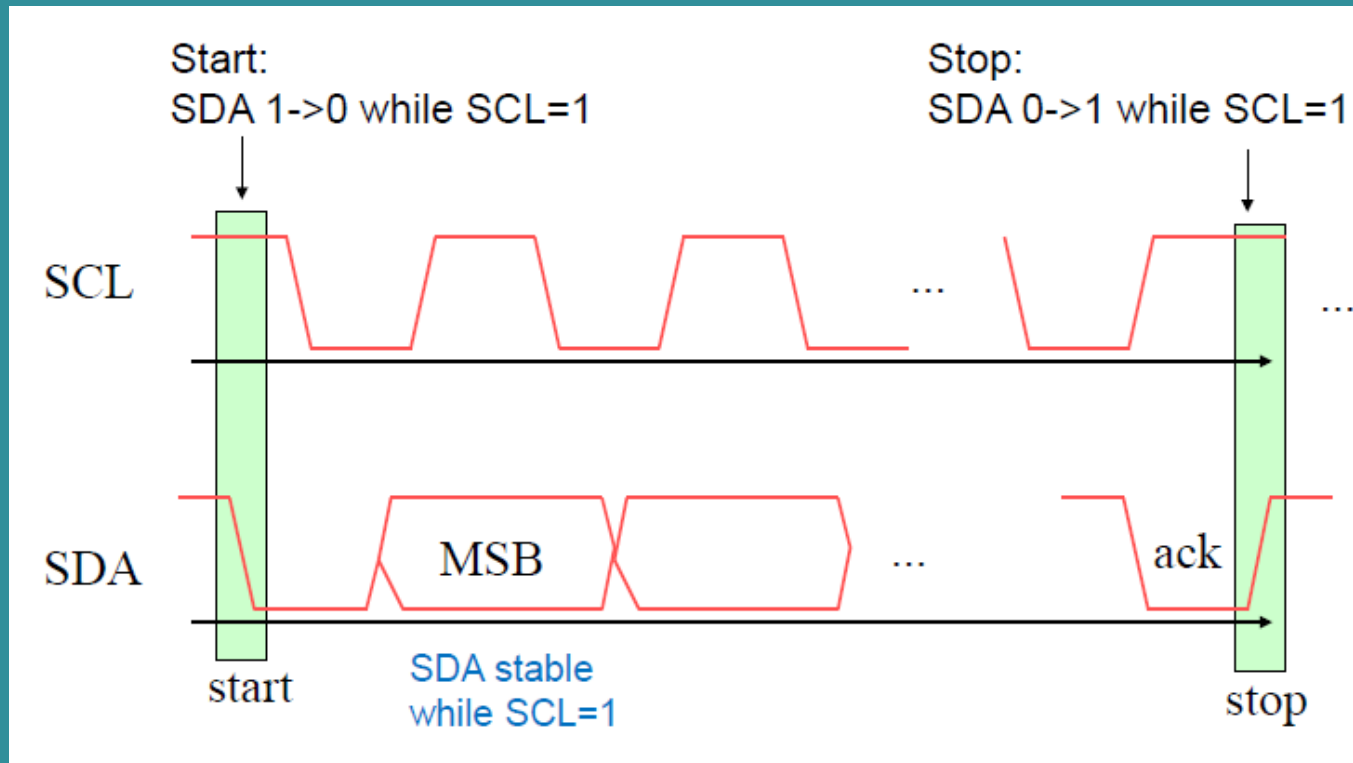 Start:
SDA 1->0 while SCL=1
Stop:
SDA 0->1 while SCL=1
SCL
...
...
SDA
MSB
...
ack
start
SDA stable
while SCL=1
stop